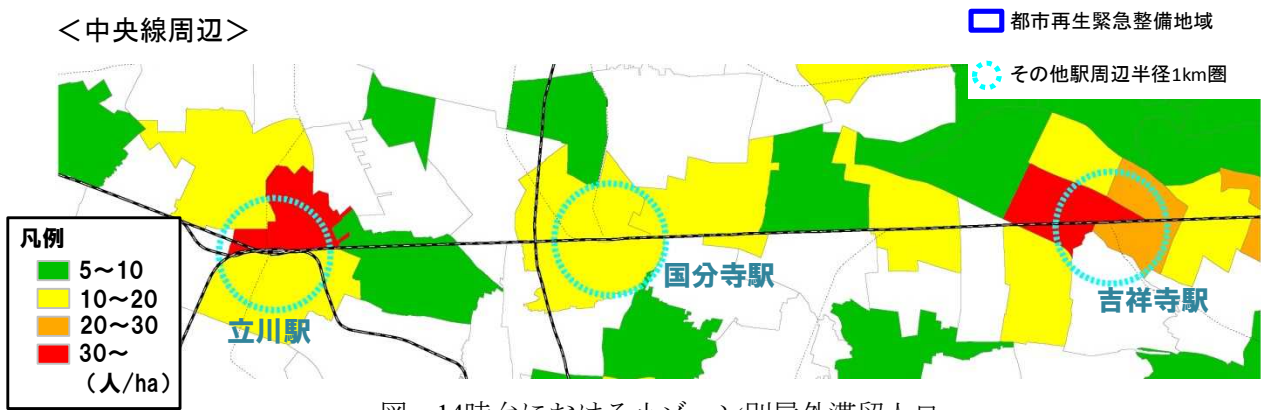 ＜中央線周辺＞
都市再生緊急整備地域
その他駅周辺半径1km圏
凡例
5～10
10～20
20～30
30～
（人/ha）
立川駅
国分寺駅
吉祥寺駅